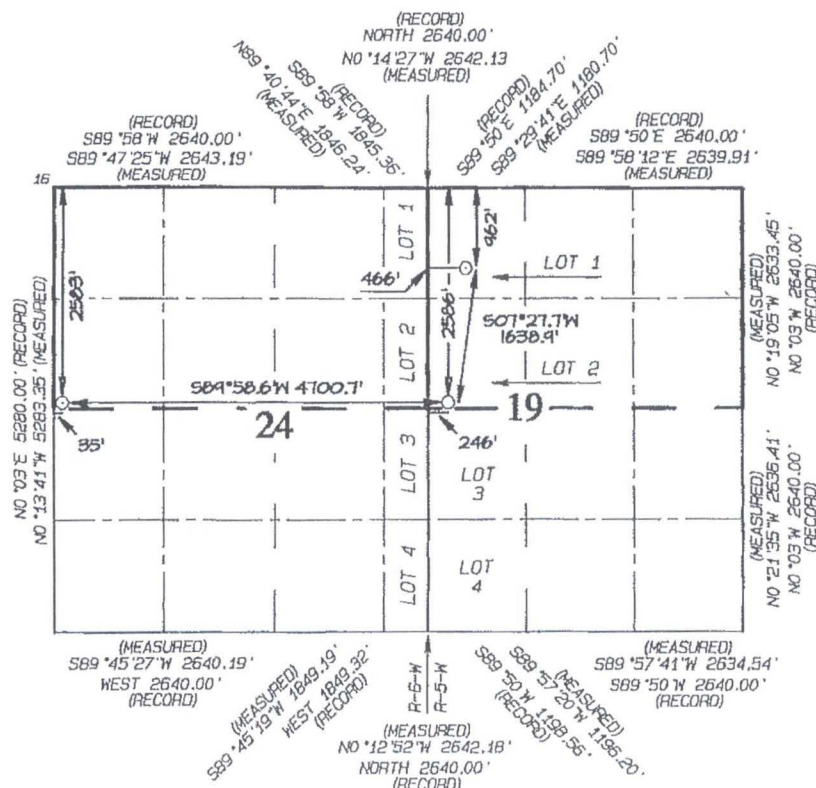 (RECORD)
NORTH 2640.00'
N0°14'27"W 2642.13
(MEASURED)
(RECORD)
S89°58'W 1845.36'
N89°40'44"E 1846.24'
(MEASURED)
(RECORD)
S89°50'E 1184.70'
S89°29'41"E 1180.70'
(MEASURED)
(RECORD)
S89°58'W 2640.00'
S89°47'25"W 2643.19'
(MEASURED)
(RECORD)
S89°50'E 2640.00'
S89°58'12"E 2639.91'
(MEASURED)
16
LOT 1
962'
2583'
466'
2586'
LOT 1
(MEASURED)
N0°19'05"W 2633.45'
N0°03'W 2640.00'
(RECORD)
LOT 2
S07°27.7'W
1638.9'
LOT 2
S89°58.6'W 4700.7'
N0°03'E 5280.00' (RECORD)
N0°13'41"W 5283.35' (MEASURED)
24
19
35'
246'
LOT 3
LOT
3
(MEASURED)
N0°21'35"W 2636.41'
N0°03'W 2640.00'
(RECORD)
LOT 4
LOT
4
(MEASURED)
S89°45'27"W 2640.19'
WEST 2640.00'
(RECORD)
(MEASURED)
S89°45'19"W 1849.19'
WEST 1849.32'
(RECORD)
R-6-W
R-5-W
(MEASURED)
S89°57'20"W 1196.20'
S89°50'W 1198.56'
(RECORD)
(MEASURED)
S89°57'41"W 2634.54'
S89°50'W 2640.00'
(RECORD)
(MEASURED)
N0°12'52"W 2642.18'
NORTH 2640.00'
(RECORD)